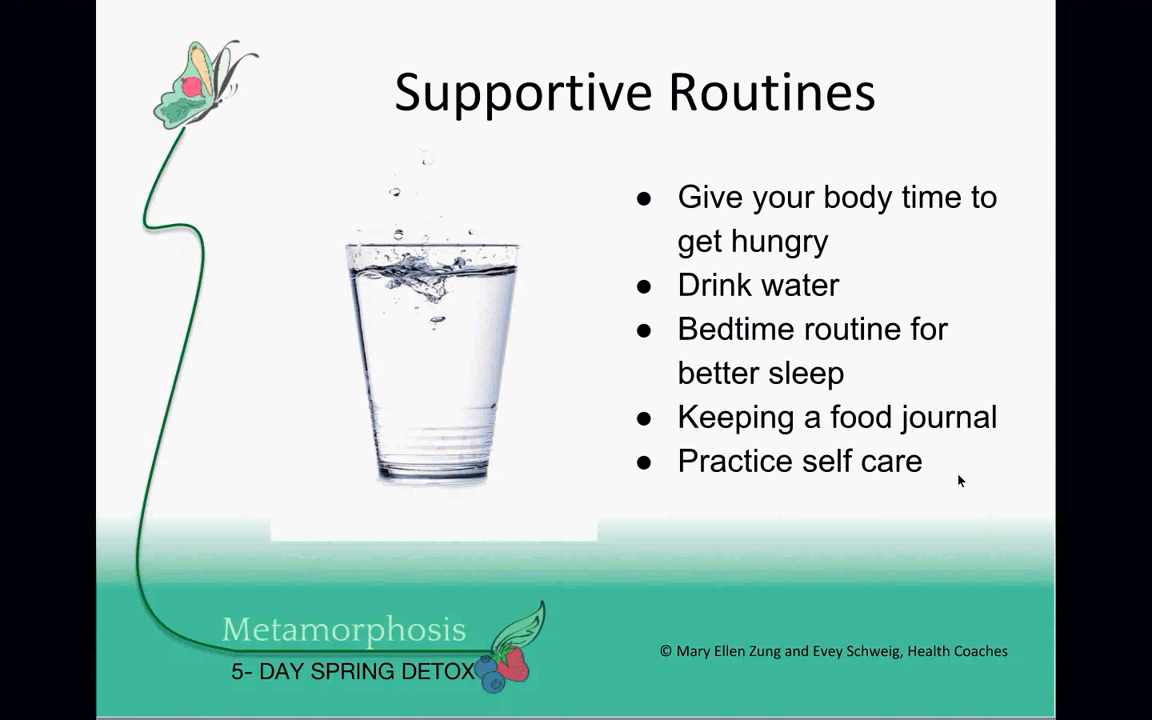 Supportive Routines
● Give your body time to
get hungry
● Drink water
● Bedtime routine for
better sleep
● Keeping a food journal
● Practice self care
Metamorphosis
5- DAY SPRING DETOX
© Mary Ellen Zung and Evey Schweig, Health Coaches